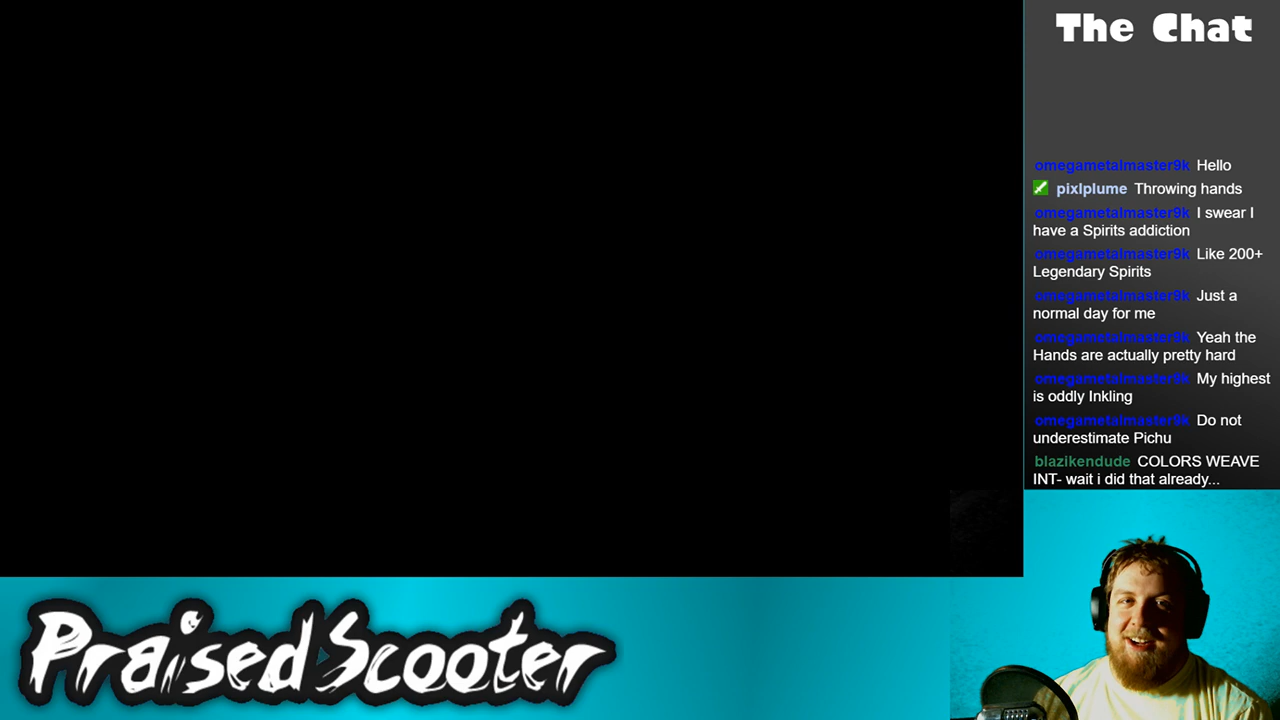 The Chat
omegametalmaster9k Hello
pixlplume Throwing hands
omegametalmaster9k I swear I
have a Spirits addiction
omegametalmaster9k Like 200+
Legendary Spirits
omegametalmaster9k Just a
normal day for me
omegametalmaster9k Yeah the
Hands are actually pretty hard
omegametalmaster9k My highest
is oddly Inkling
omegametalmaster9k Do not
underestimate Pichu
blazikendude COLORS WEAVE
INT- wait i did that already...
PraisedScooter